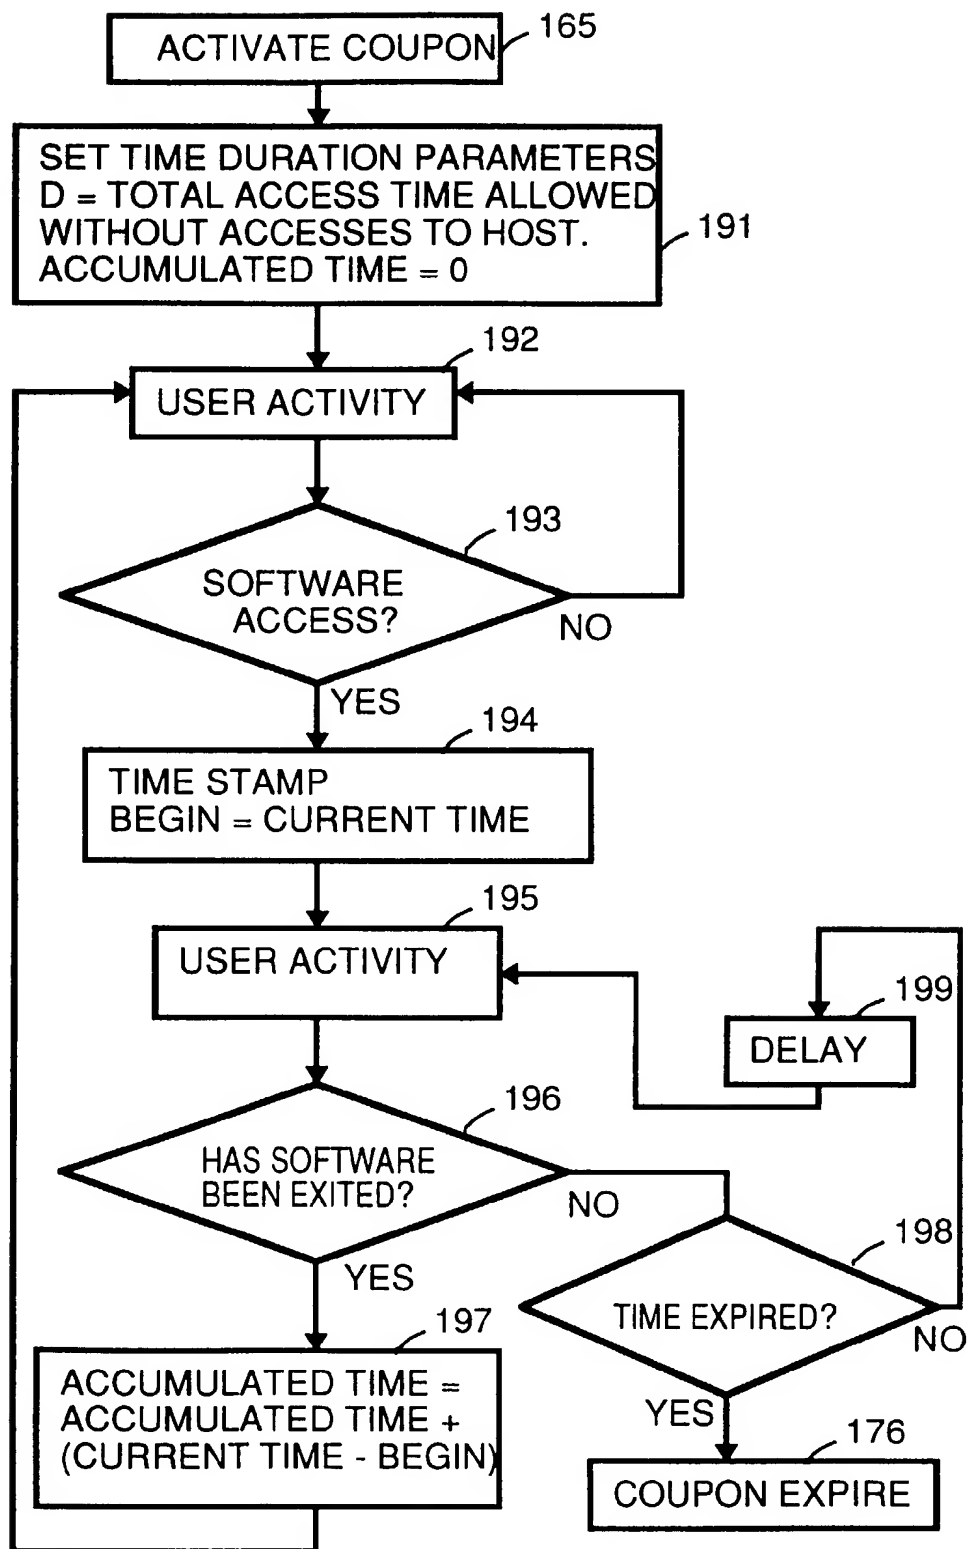 ACTIVATE COUPON
165
SET TIME DURATION PARAMETERS
D = TOTAL ACCESS TIME ALLOWED
WITHOUT ACCESSES TO HOST.
ACCUMULATED TIME = 0
191
192
USER ACTIVITY
193
SOFTWARE
ACCESS?
NO
YES
194
TIME STAMP
BEGIN = CURRENT TIME
195
USER ACTIVITY
199
DELAY
196
HAS SOFTWARE
BEEN EXITED?
NO
YES
198
TIME EXPIRED?
NO
YES
197
ACCUMULATED TIME =
ACCUMULATED TIME +
(CURRENT TIME - BEGIN)
176
COUPON EXPIRE